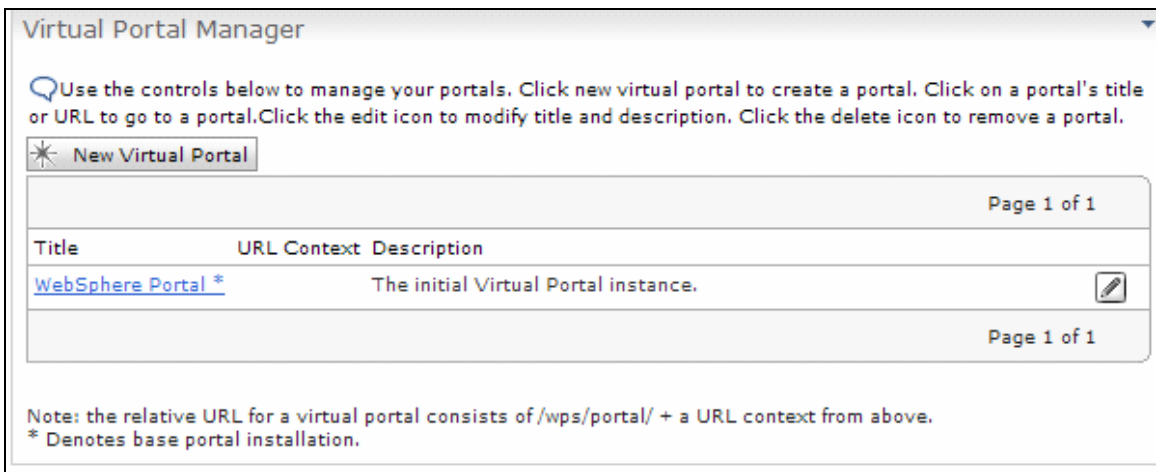 Virtual Portal Manager
Use the controls below to manage your portals. Click new virtual portal to create a portal. Click on a portal's title
or URL to go to a portal.Click the edit icon to modify title and description. Click the delete icon to remove a portal.
New Virtual Portal
Page 1 of 1
Title URL Context Description
WebSphere Portal * The initial Virtual Portal instance.
Page 1 of 1
Note: the relative URL for a virtual portal consists of /wps/portal/ + a URL context from above.
* Denotes base portal installation.